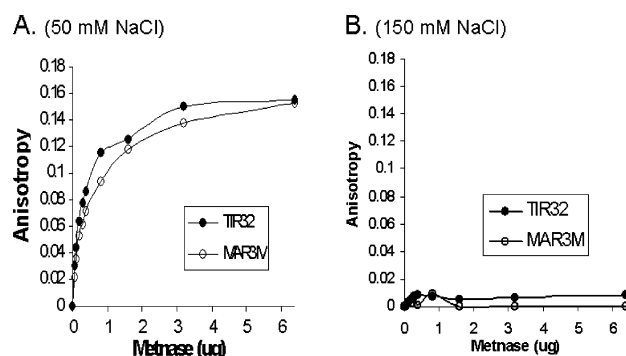 A. (50 mM NaCl)
0.18
0.16
0.14
0.12
0.1
0.08
0.06
0.04
0.02
0
Anisotropy
TIR32
MAR3M
0 1 2 3 4 5 6
Metnase (ug)
B. (150 mM NaCl)
0.18
0.16
0.14
0.12
0.1
0.08
0.06
0.04
0.02
0
Anisotropy
TIR32
MAR3M
0 1 2 3 4 5 6
Metnase (ug)